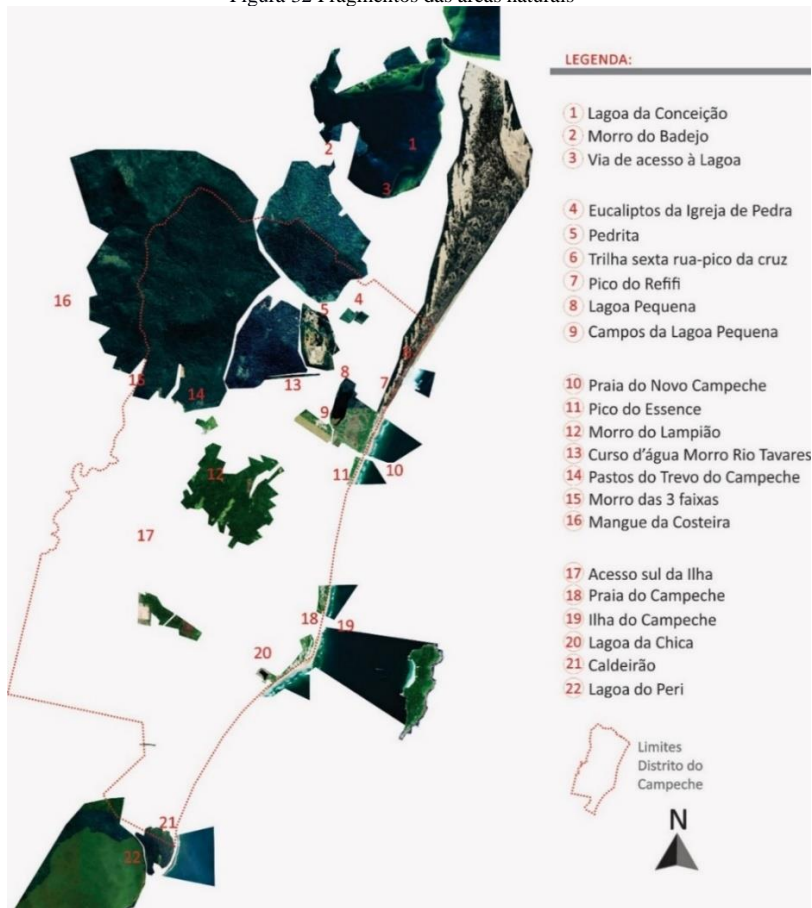 Figura 32 Fragmentos das áreas naturais
LEGENDA:
1 Lagoa da Conceição
2 Morro do Badejo
3 Via de acesso à Lagoa
4 Eucaliptos da Igreja de Pedra
5 Pedrita
6 Trilha sexta rua-pico da cruz
7 Pico do Refifi
8 Lagoa Pequena
9 Campos da Lagoa Pequena
10 Praia do Novo Campeche
11 Pico do Essence
12 Morro do Lampião
13 Curso d'água Morro Rio Tavares
14 Pastos do Trevo do Campeche
15 Morro das 3 faixas
16 Mangue da Costeira
17 Acesso sul da Ilha
18 Praia do Campeche
19 Ilha do Campeche
20 Lagoa da Chica
21 Caldeirão
22 Lagoa do Peri
Limites
Distrito do
Campeche
N
1
2
3
16
4
5
15
14
13
8
7
9
12
11
10
17
18
19
20
21
22